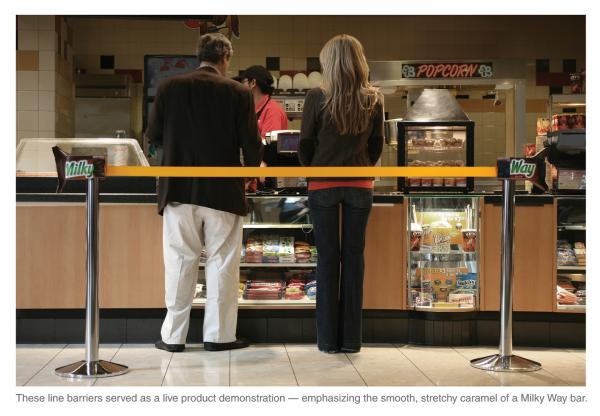 POPCORN
Milky
Way
These line barriers served as a live product demonstration — emphasizing the smooth, stretchy caramel of a Milky Way bar.